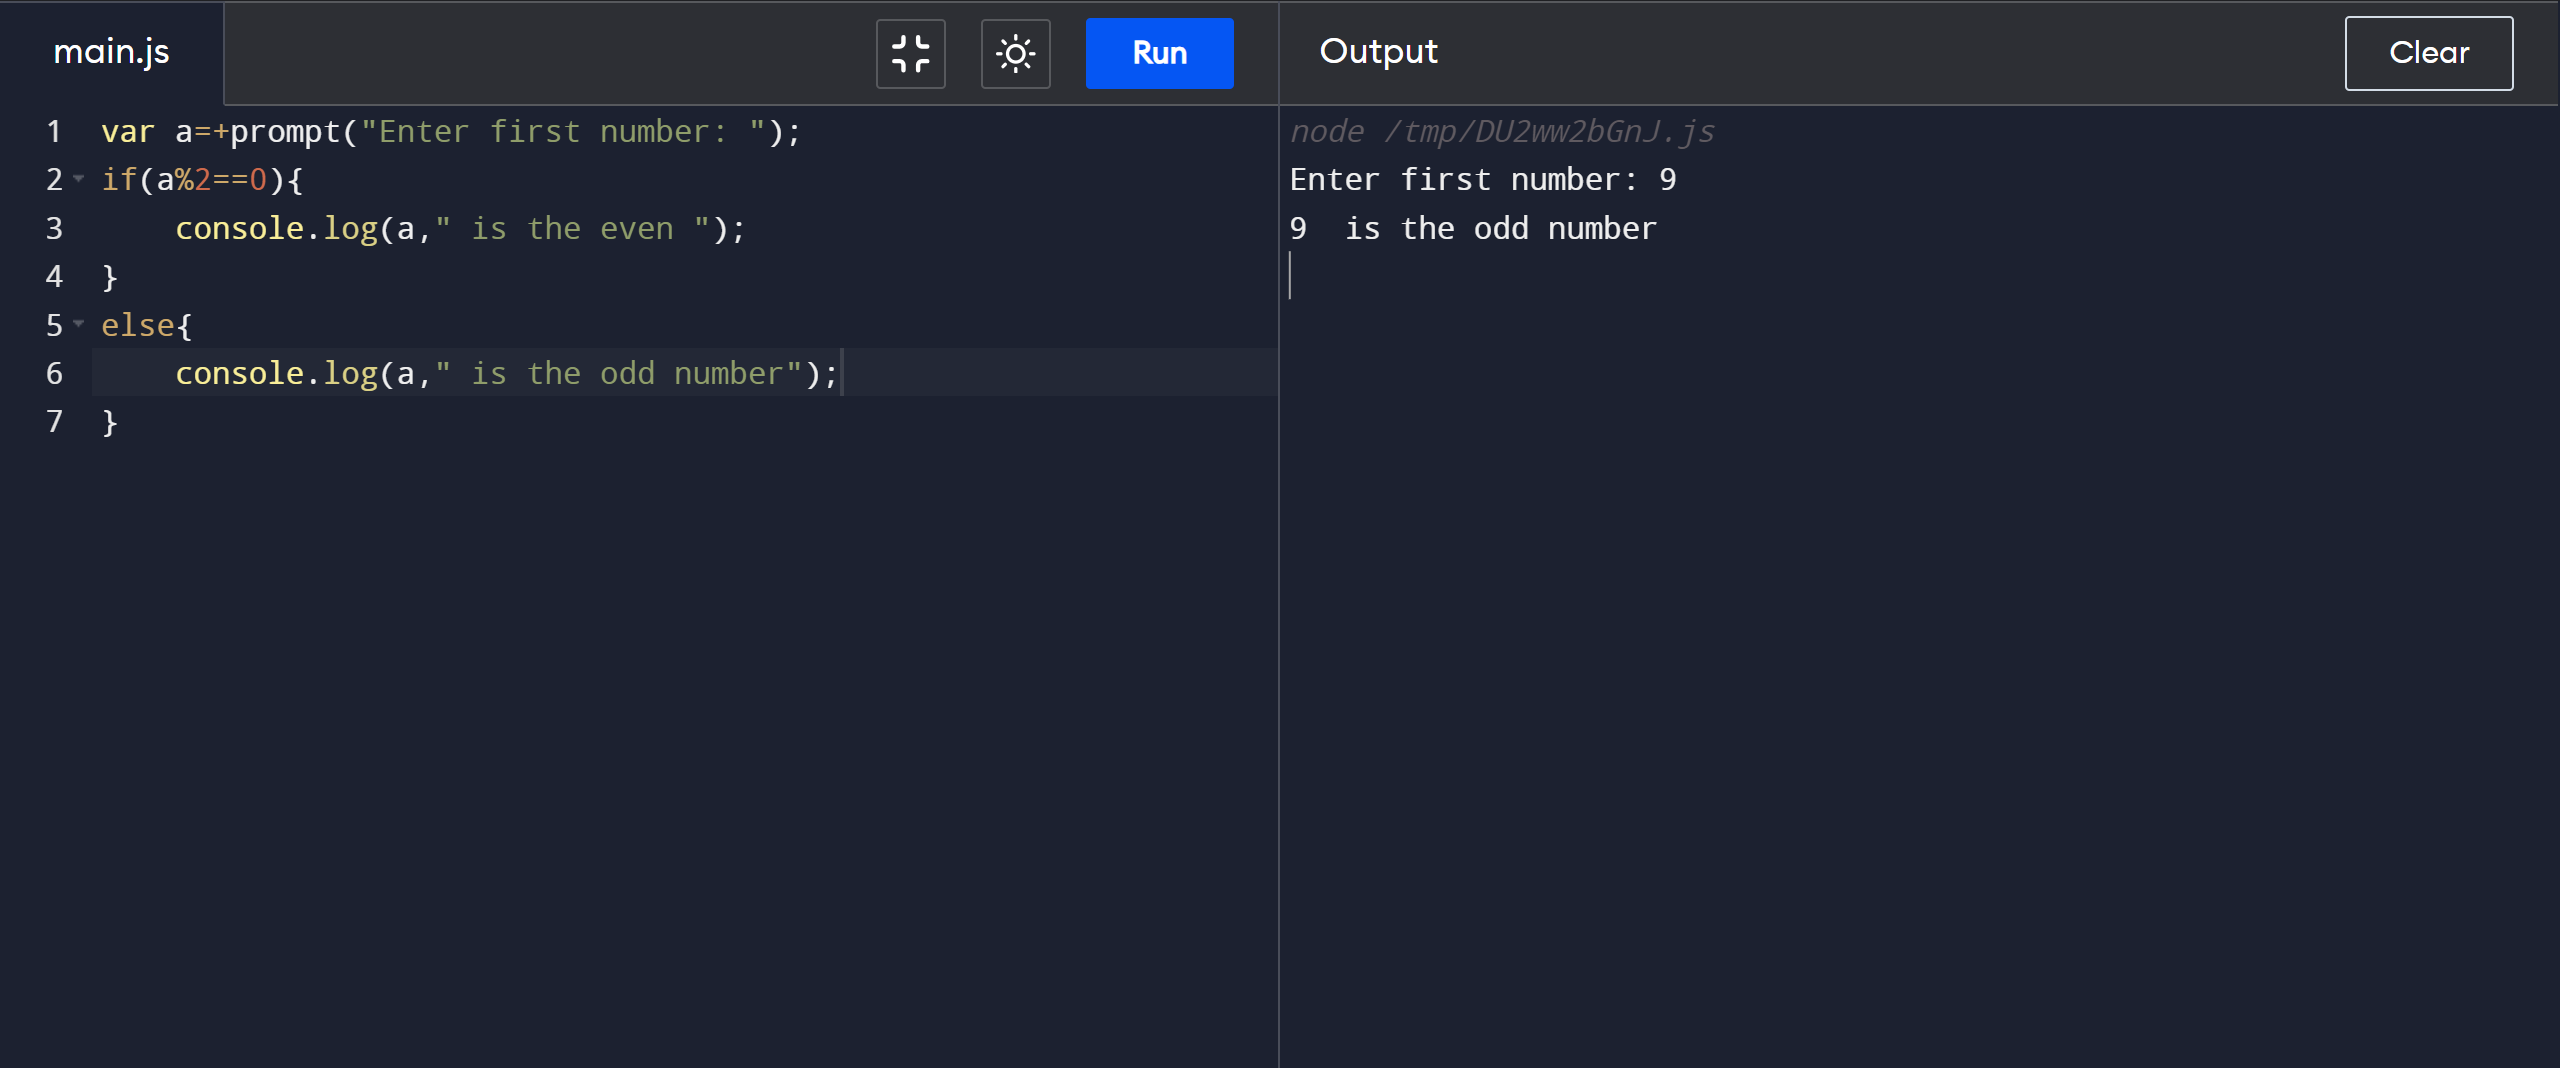 main.js
Run
Output
Clear
1 var a=+prompt("Enter first number: ");
2 if(a%2==0){
3     console.log(a," is the even ");
4 }
5 else{
6     console.log(a," is the odd number");
7 }
node /tmp/DU2ww2bGnJ.js
Enter first number: 9
9  is the odd number